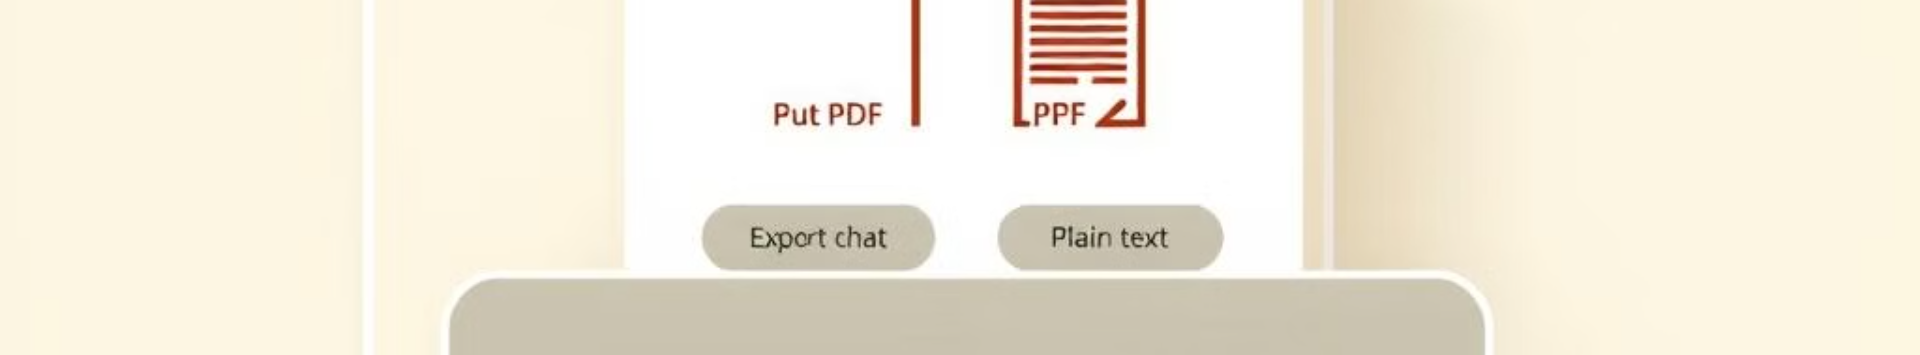 Put PDF
PPF
Export chat
Plain text